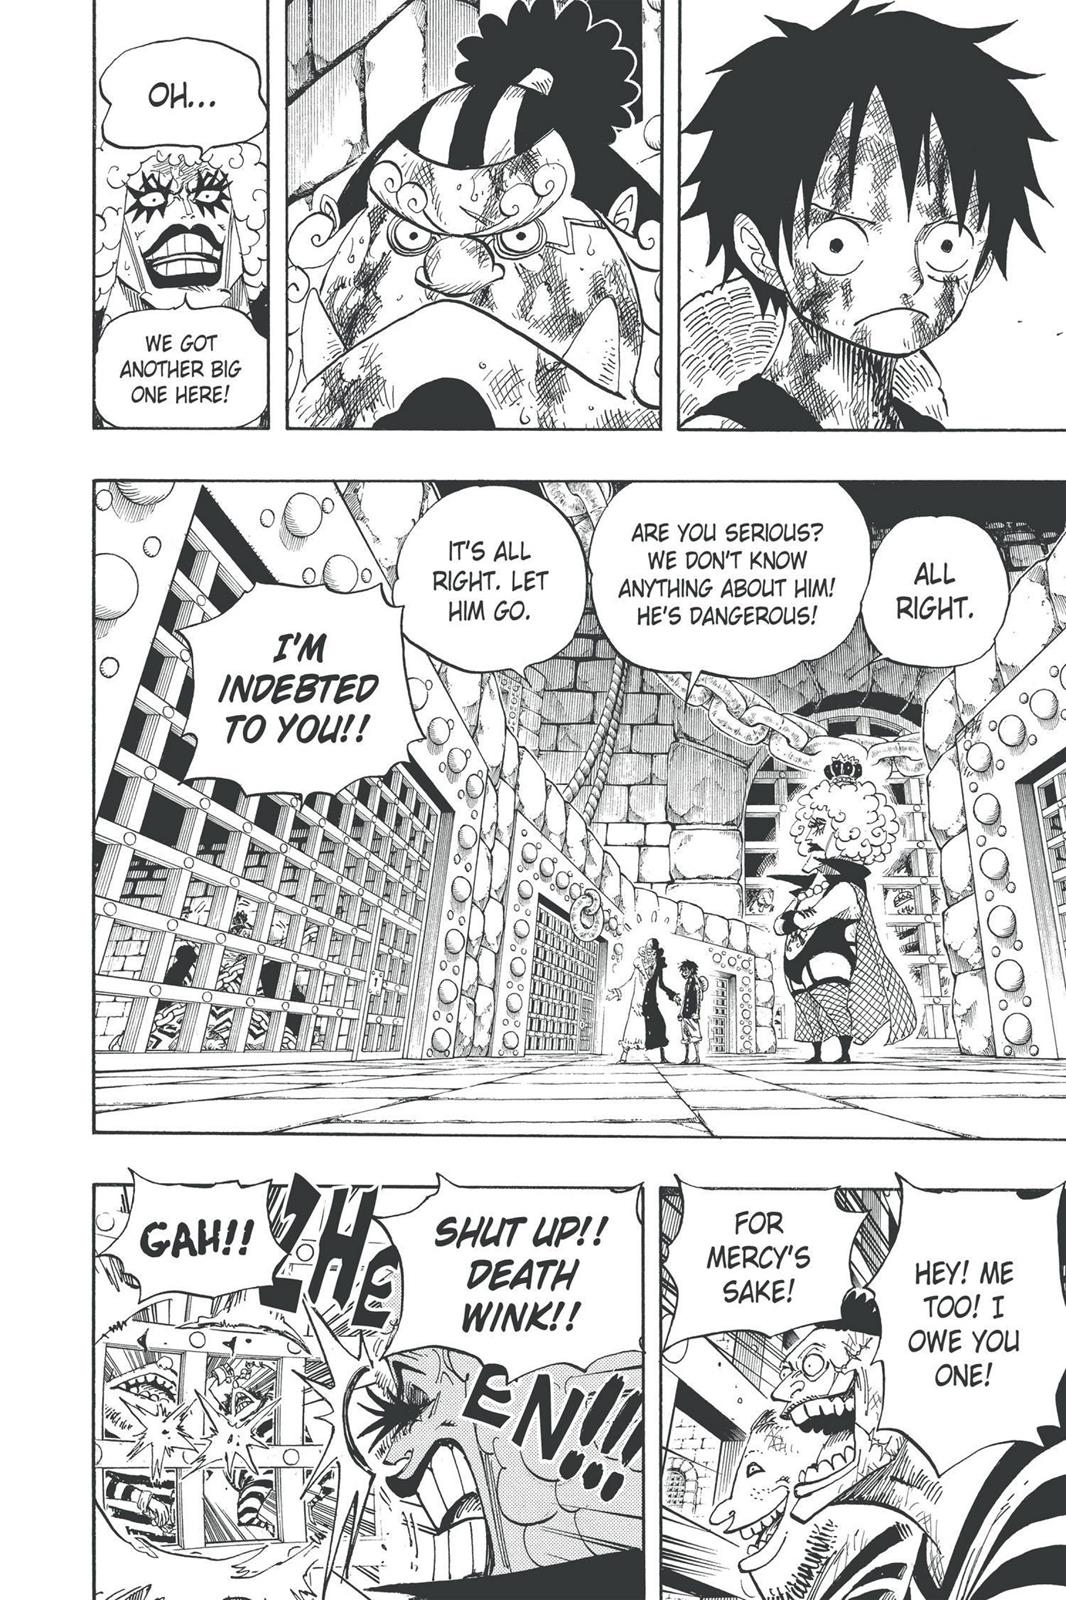 OH...
WE GOT
ANOTHER BIG
ONE HERE!
ALL
RIGHT.
ARE YOU SERIOUS?
WE DON'T KNOW
ANYTHING ABOUT HIM!
HE'S DANGEROUS!
IT'S ALL
RIGHT. LET
HIM GO.
I'M
INDEBTED
TO YOU!!
HEY! ME
TOO! I
OWE YOU
ONE!
FOR
MERCY'S
SAKE!
SHUT UP!!
DEATH
WINK!!
HEEN!!!
GAH!!